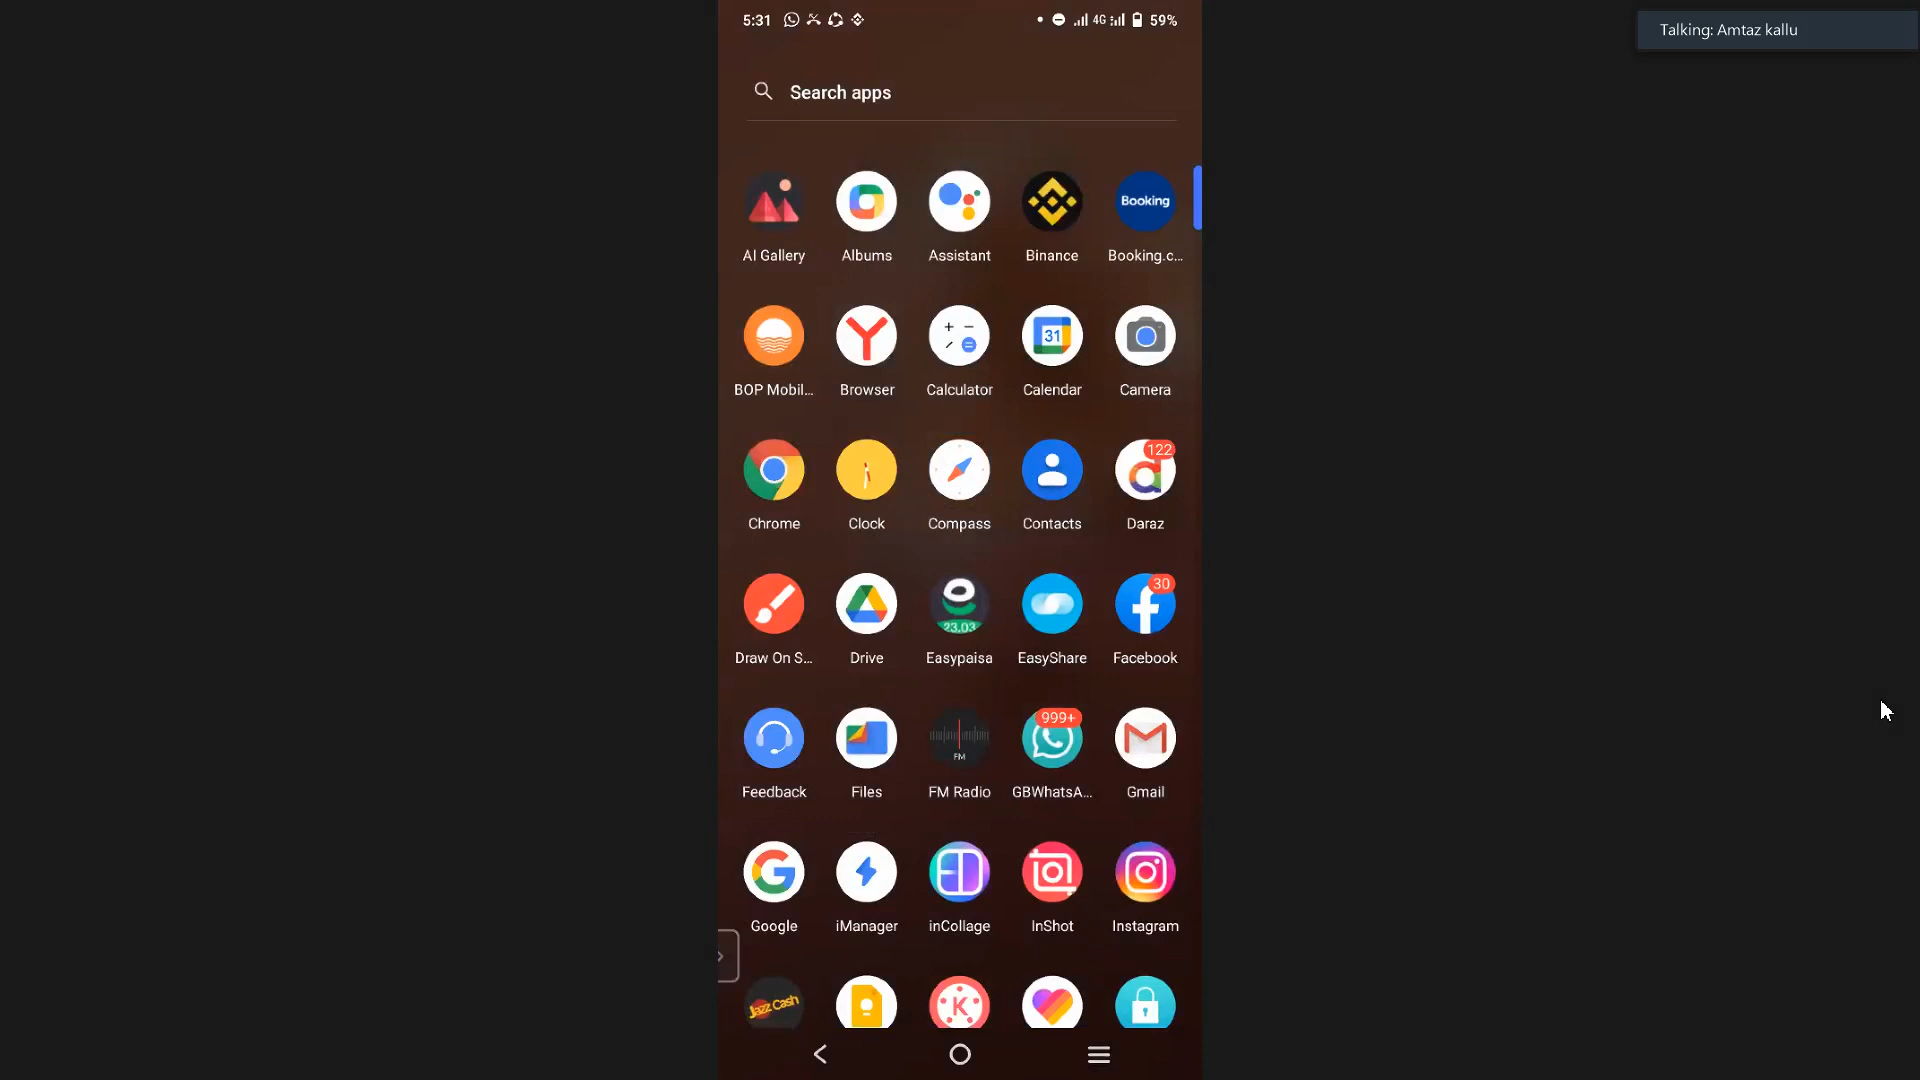 5:31 4G 59%
Talking: Amtaz kallu
Search apps
Booking
AI Gallery Albums Assistant Binance Booking.c...
31
BOP Mobil... Browser Calculator Calendar Camera
122
Chrome Clock Compass Contacts Daraz
30
23.03
Draw On S... Drive Easypaisa EasyShare Facebook
999+
FM
Feedback Files FM Radio GBWhatsA... Gmail
Google iManager inCollage InShot Instagram
Jazz Cash K